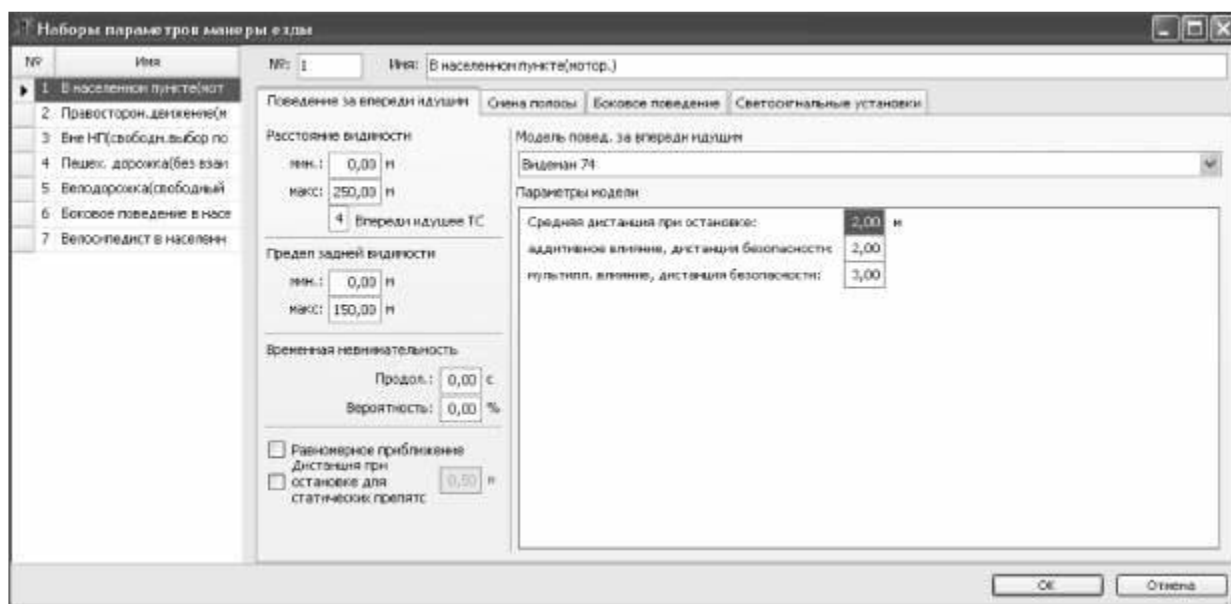 Наборы параметров манеры езды
№ Имя
1 В населенном пункте(мот
2 Правосторон.движение(м
3 Вне НП(свободн.выбор по
4 Пешех. дорожка(без взаи
5 Велодорожка(свободный
6 Боковое поведение в насе
7 Велосипедист в населенн
№: 1 Имя: В населенном пункте(мотор.)
Поведение за впереди идущим Смена полосы Боковое поведение Светосигнальные установки
Расстояние видимости
мин.: 0,00 м
макс: 250,00 м
4 Впереди идущее ТС
Предел задней видимости
мин.: 0,00 м
макс: 150,00 м
Временная невнимательность
Продол.: 0,00 с
Вероятность: 0,00 %
Равномерное приближение
Дистанция при
остановке для
статических препятс
0,50 м
Модель повед. за впереди идущим
Видеман 74
Параметры модели
Средняя дистанция при остановке: 2,00 м
аддитивное влияние, дистанция безопасности: 2,00
мультипл. влияние, дистанция безопасности: 3,00
OK Отмена